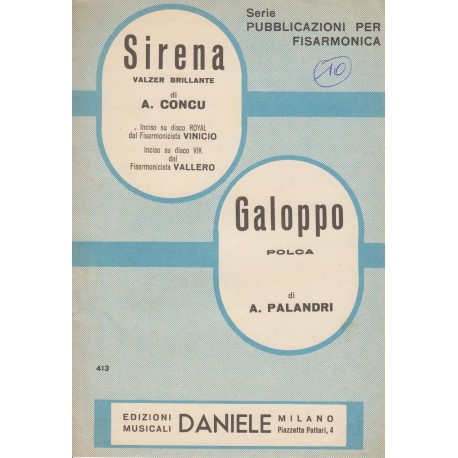 Serie
PUBBLICAZIONI PER
FISARMONICA
10
Sirena
VALZER BRILLANTE
di
A. CONCU
Inciso su disco ROYAL
dal Fisarmonicista VINICIO
Inciso su disco VIK
dal
Fisarmonicista VALLERO
Galoppo
POLCA
di
A. PALANDRI
413
EDIZIONI MUSICALI DANIELE MILANO
Piazzetta Pattari, 4